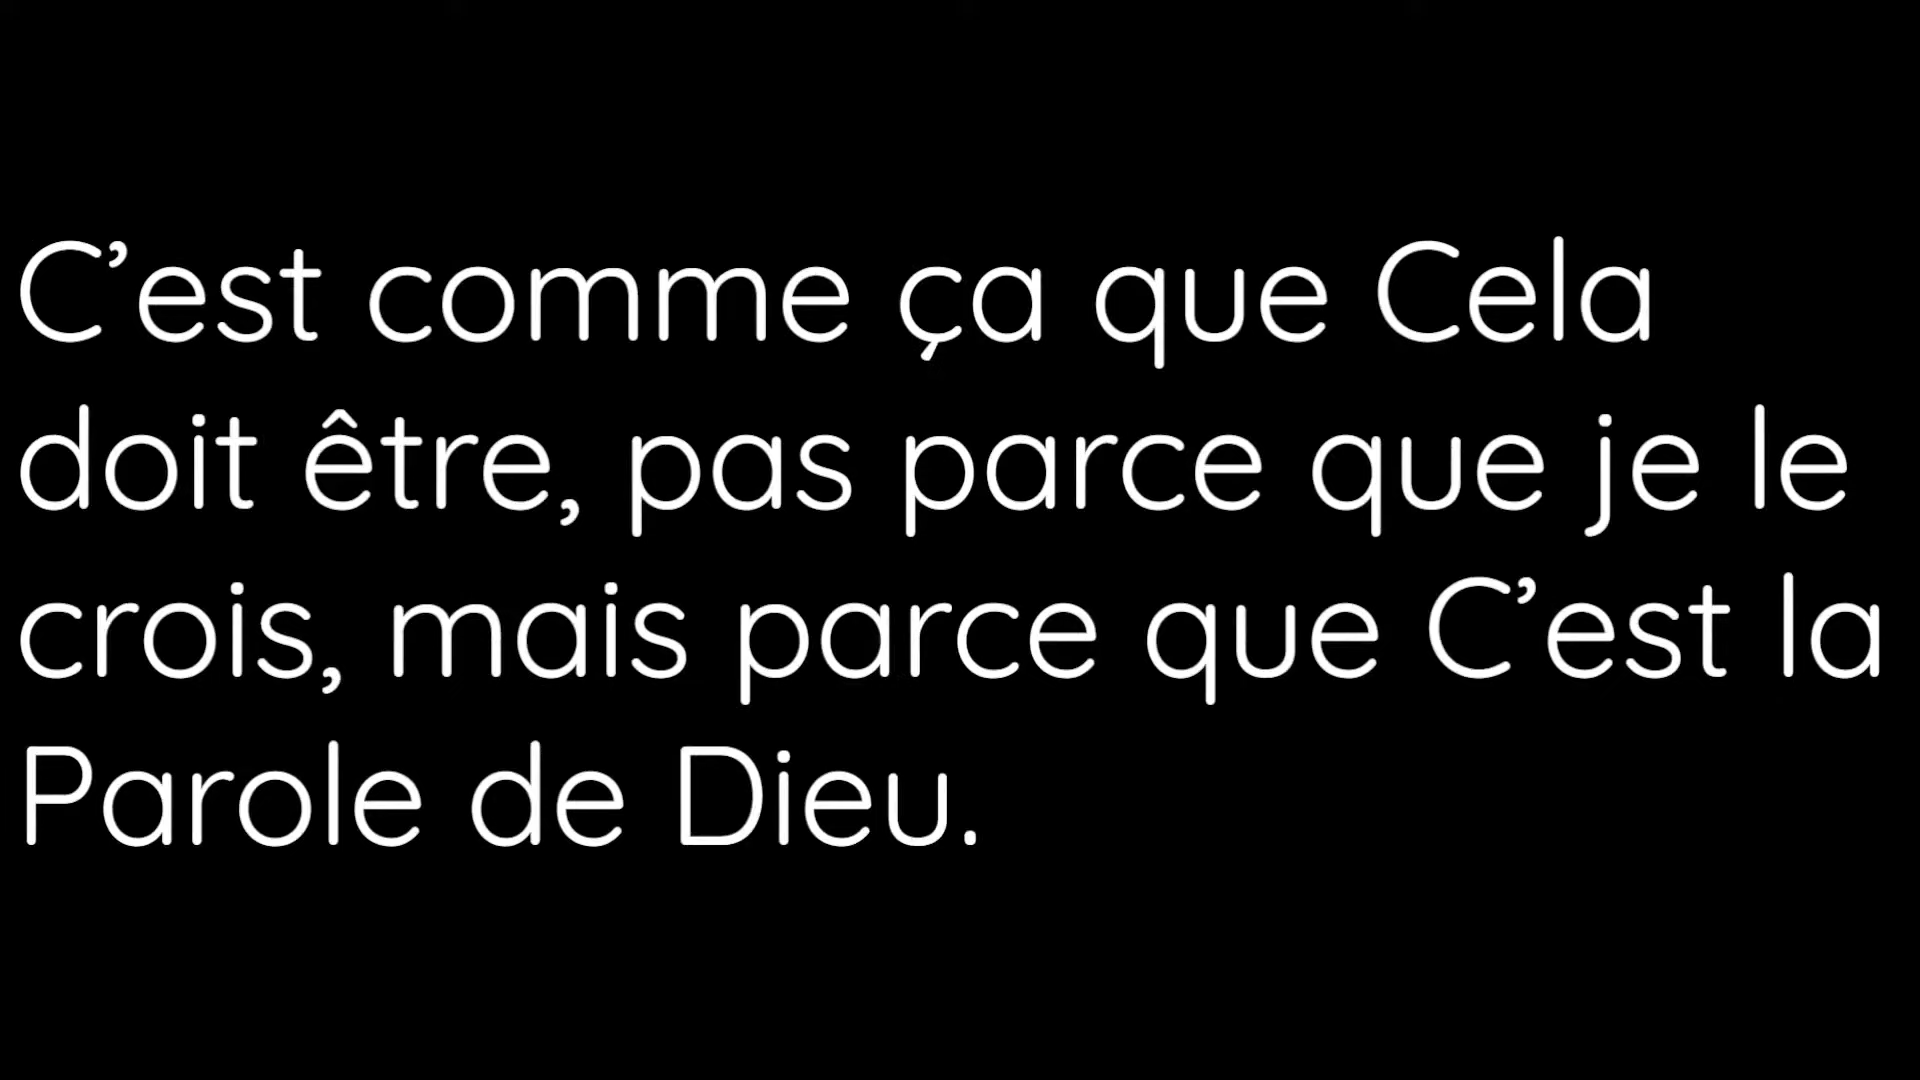 C’est comme ça que Cela
doit être, pas parce que je le
crois, mais parce que C’est la
Parole de Dieu.